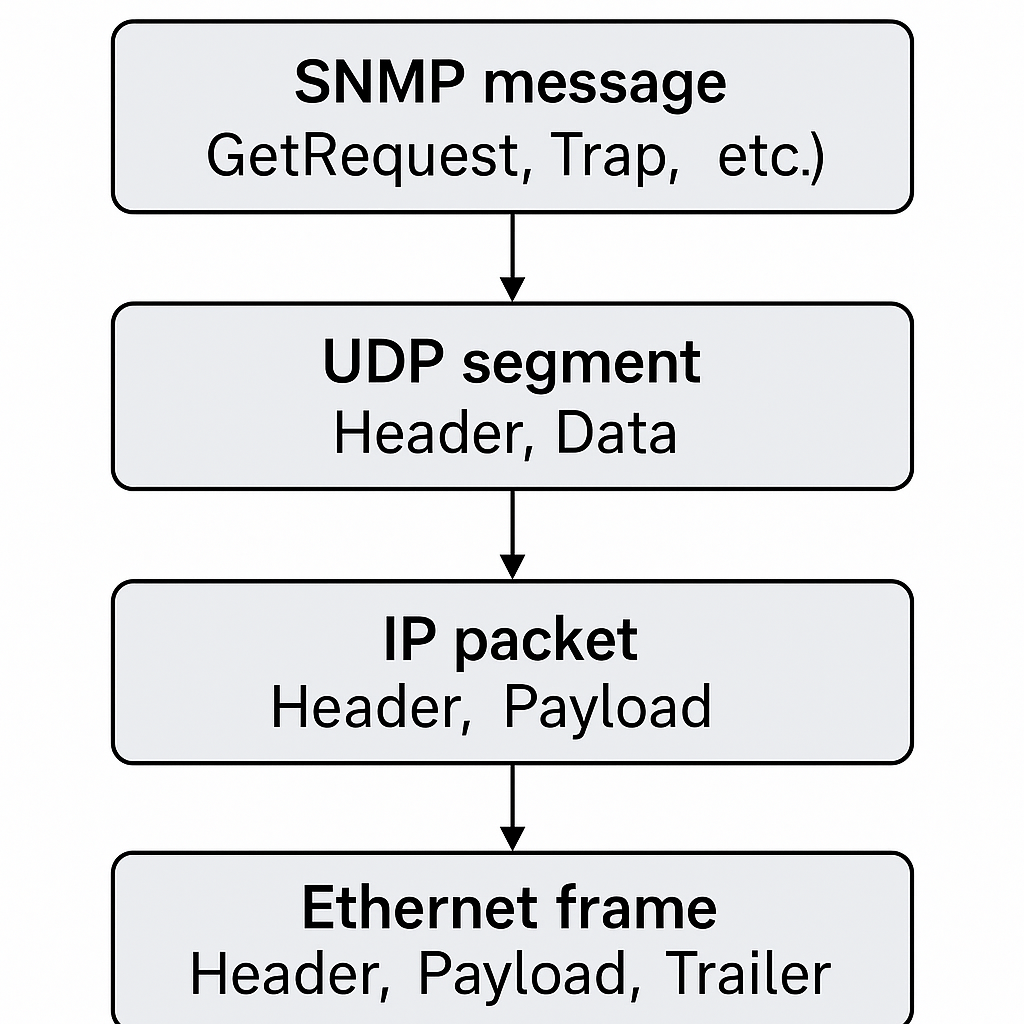 SNMP message
GetRequest, Trap, etc.)
UDP segment
Header, Data
IP packet
Header, Payload
Ethernet frame
Header, Payload, Trailer